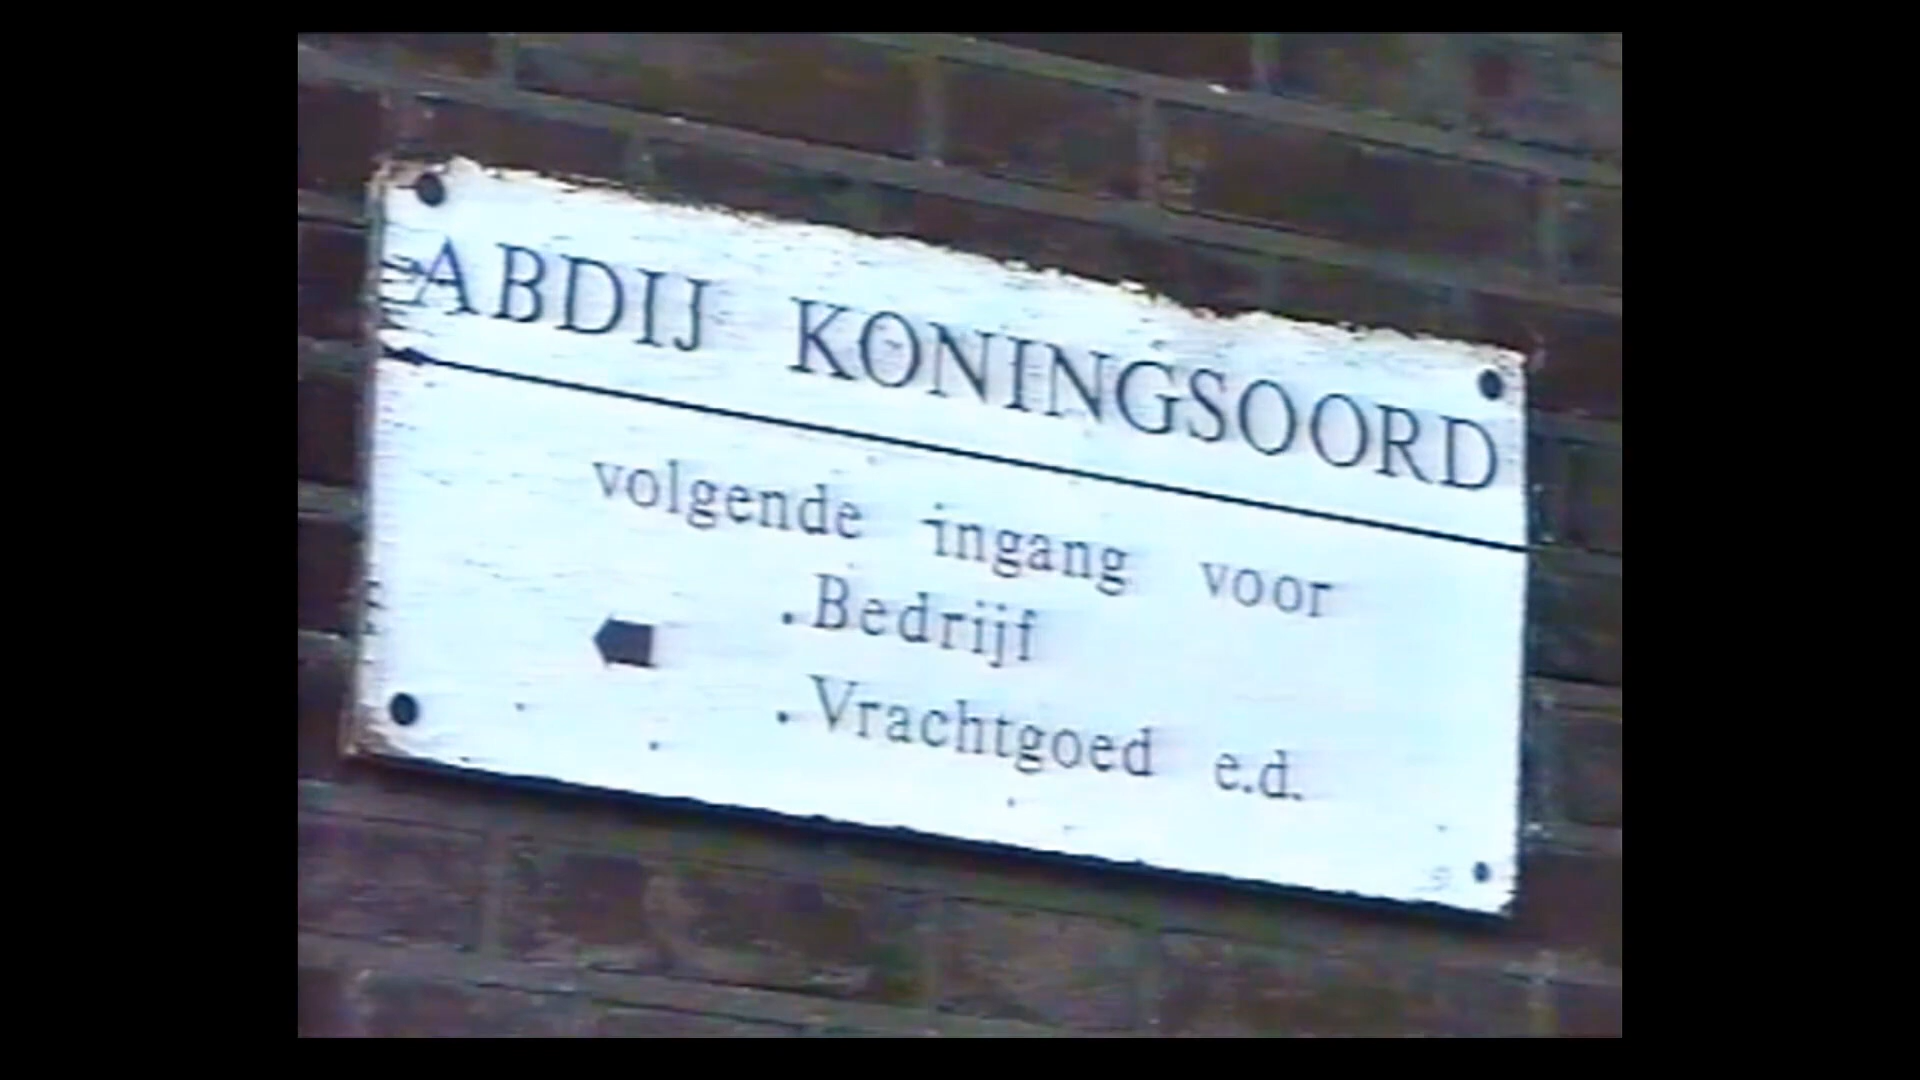 ABDIJ KONINGSOORD
volgende ingang voor
.Bedrijf
.Vrachtgoed e.d.